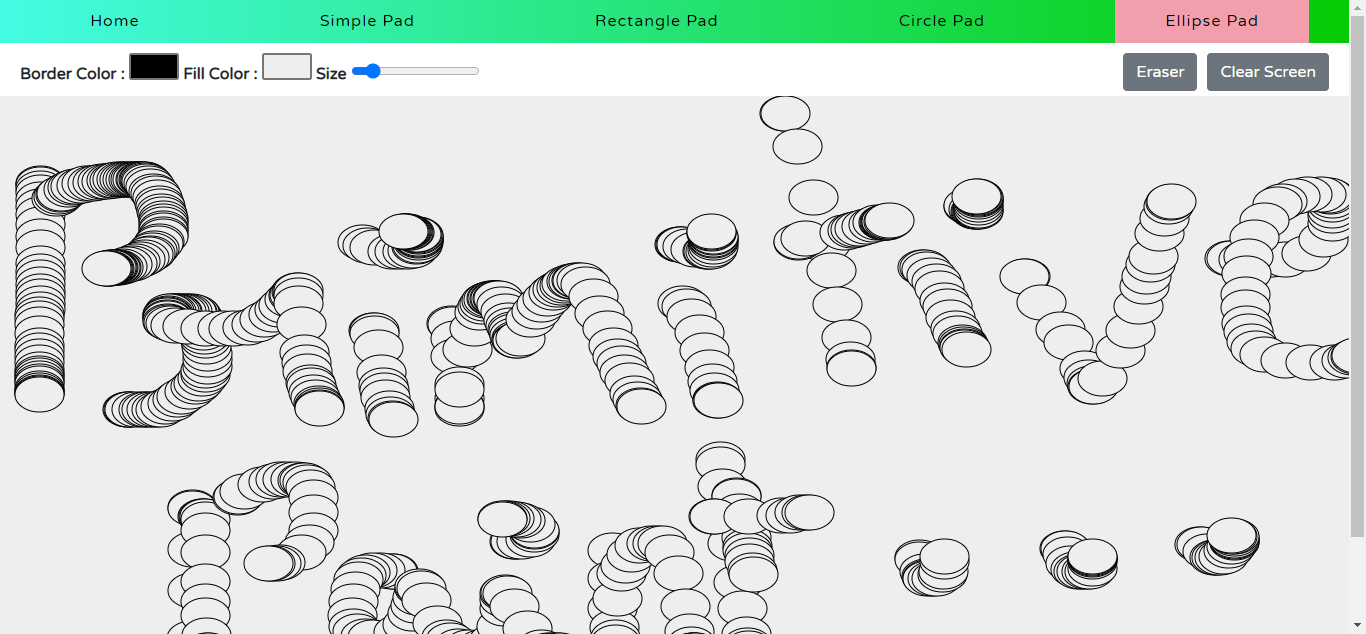 Home Simple Pad Rectangle Pad Circle Pad Ellipse Pad
Border Color : Fill Color : Size Eraser Clear Screen
Primitive
Paint...